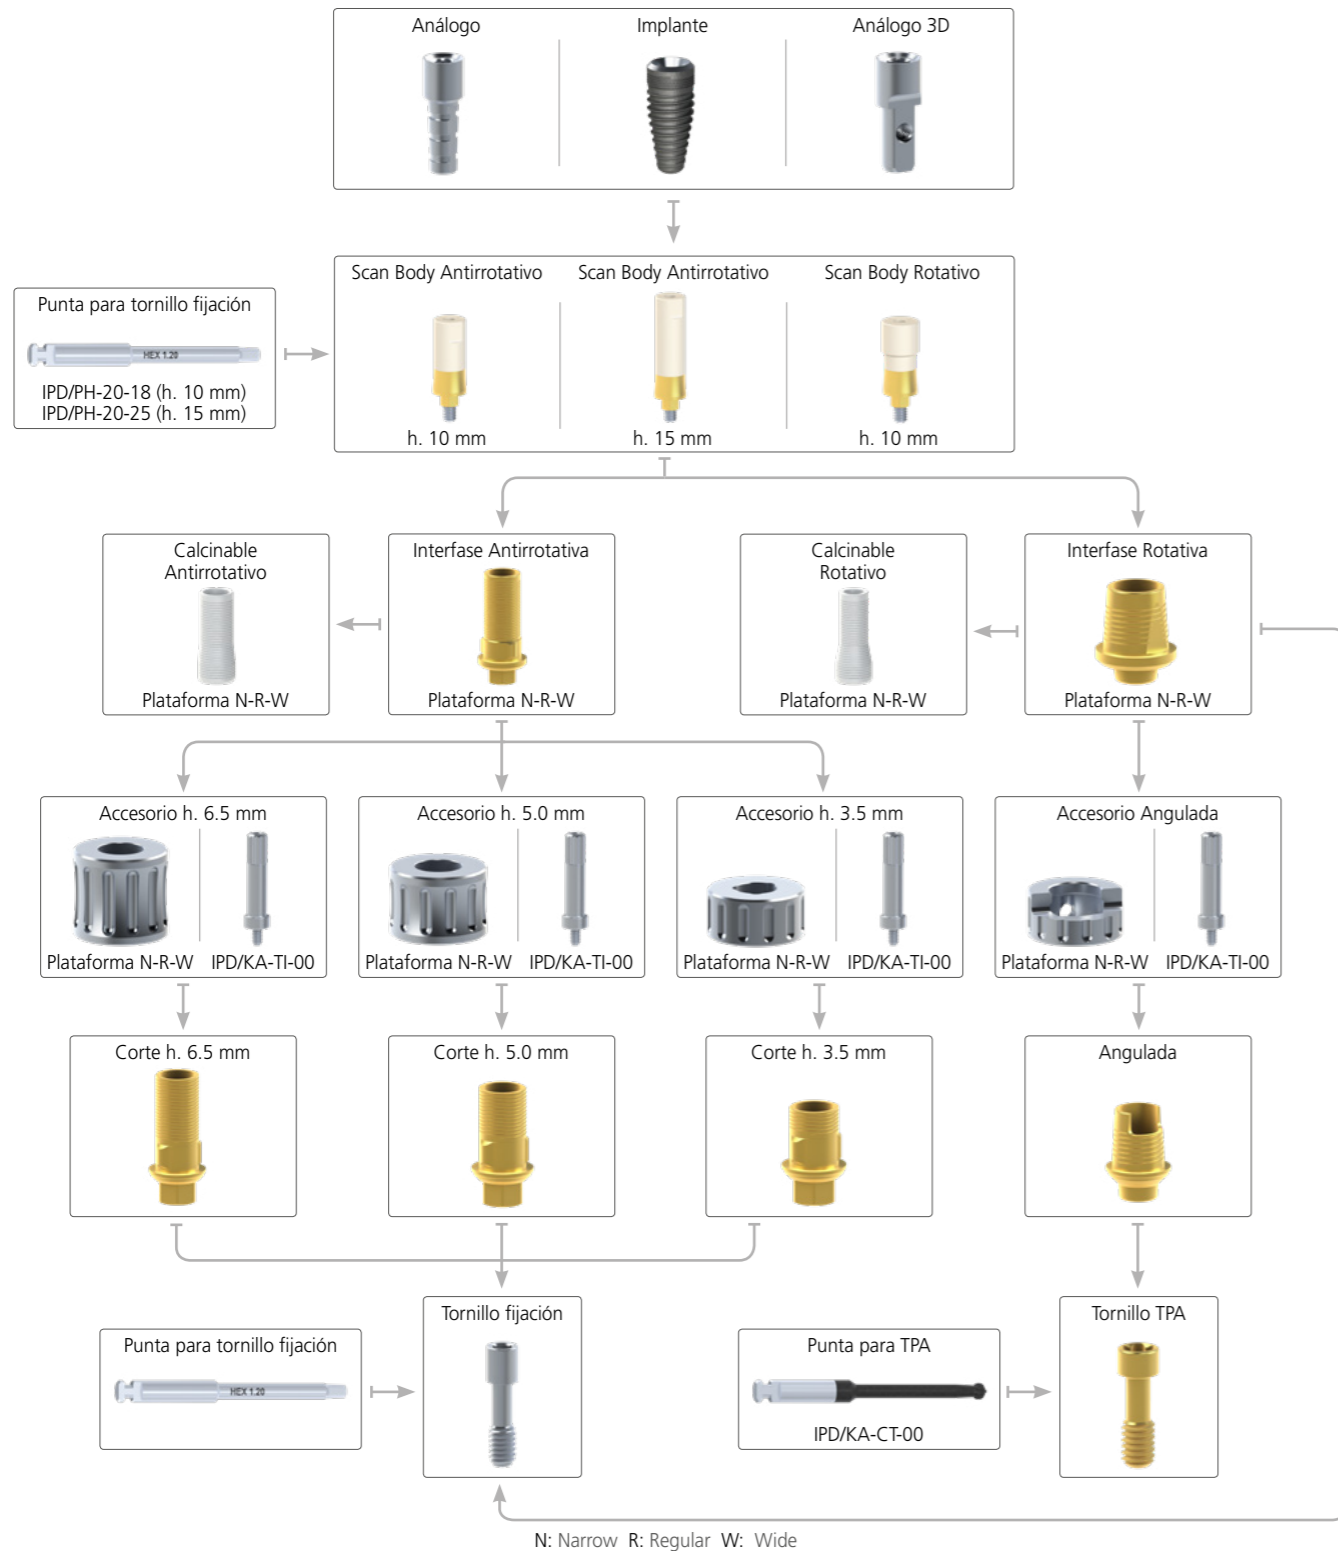 Análogo
Implante
Análogo 3D
Scan Body Antirrotativo
Scan Body Antirrotativo
Scan Body Rotativo
h. 10 mm
h. 15 mm
h. 10 mm
Punta para tornillo fijación
HEX 1.20
IPD/PH-20-18 (h. 10 mm)
IPD/PH-20-25 (h. 15 mm)
Calcinable
Antirrotativo
Plataforma N-R-W
Interfase Antirrotativa
Plataforma N-R-W
Calcinable
Rotativo
Plataforma N-R-W
Interfase Rotativa
Plataforma N-R-W
Accesorio h. 6.5 mm
Plataforma N-R-W
IPD/KA-TI-00
Accesorio h. 5.0 mm
Plataforma N-R-W
IPD/KA-TI-00
Accesorio h. 3.5 mm
Plataforma N-R-W
IPD/KA-TI-00
Accesorio Angulada
Plataforma N-R-W
IPD/KA-TI-00
Corte h. 6.5 mm
Corte h. 5.0 mm
Corte h. 3.5 mm
Angulada
Punta para tornillo fijación
HEX 1.20
Tornillo fijación
Punta para TPA
IPD/KA-CT-00
Tornillo TPA
N: Narrow R: Regular W: Wide